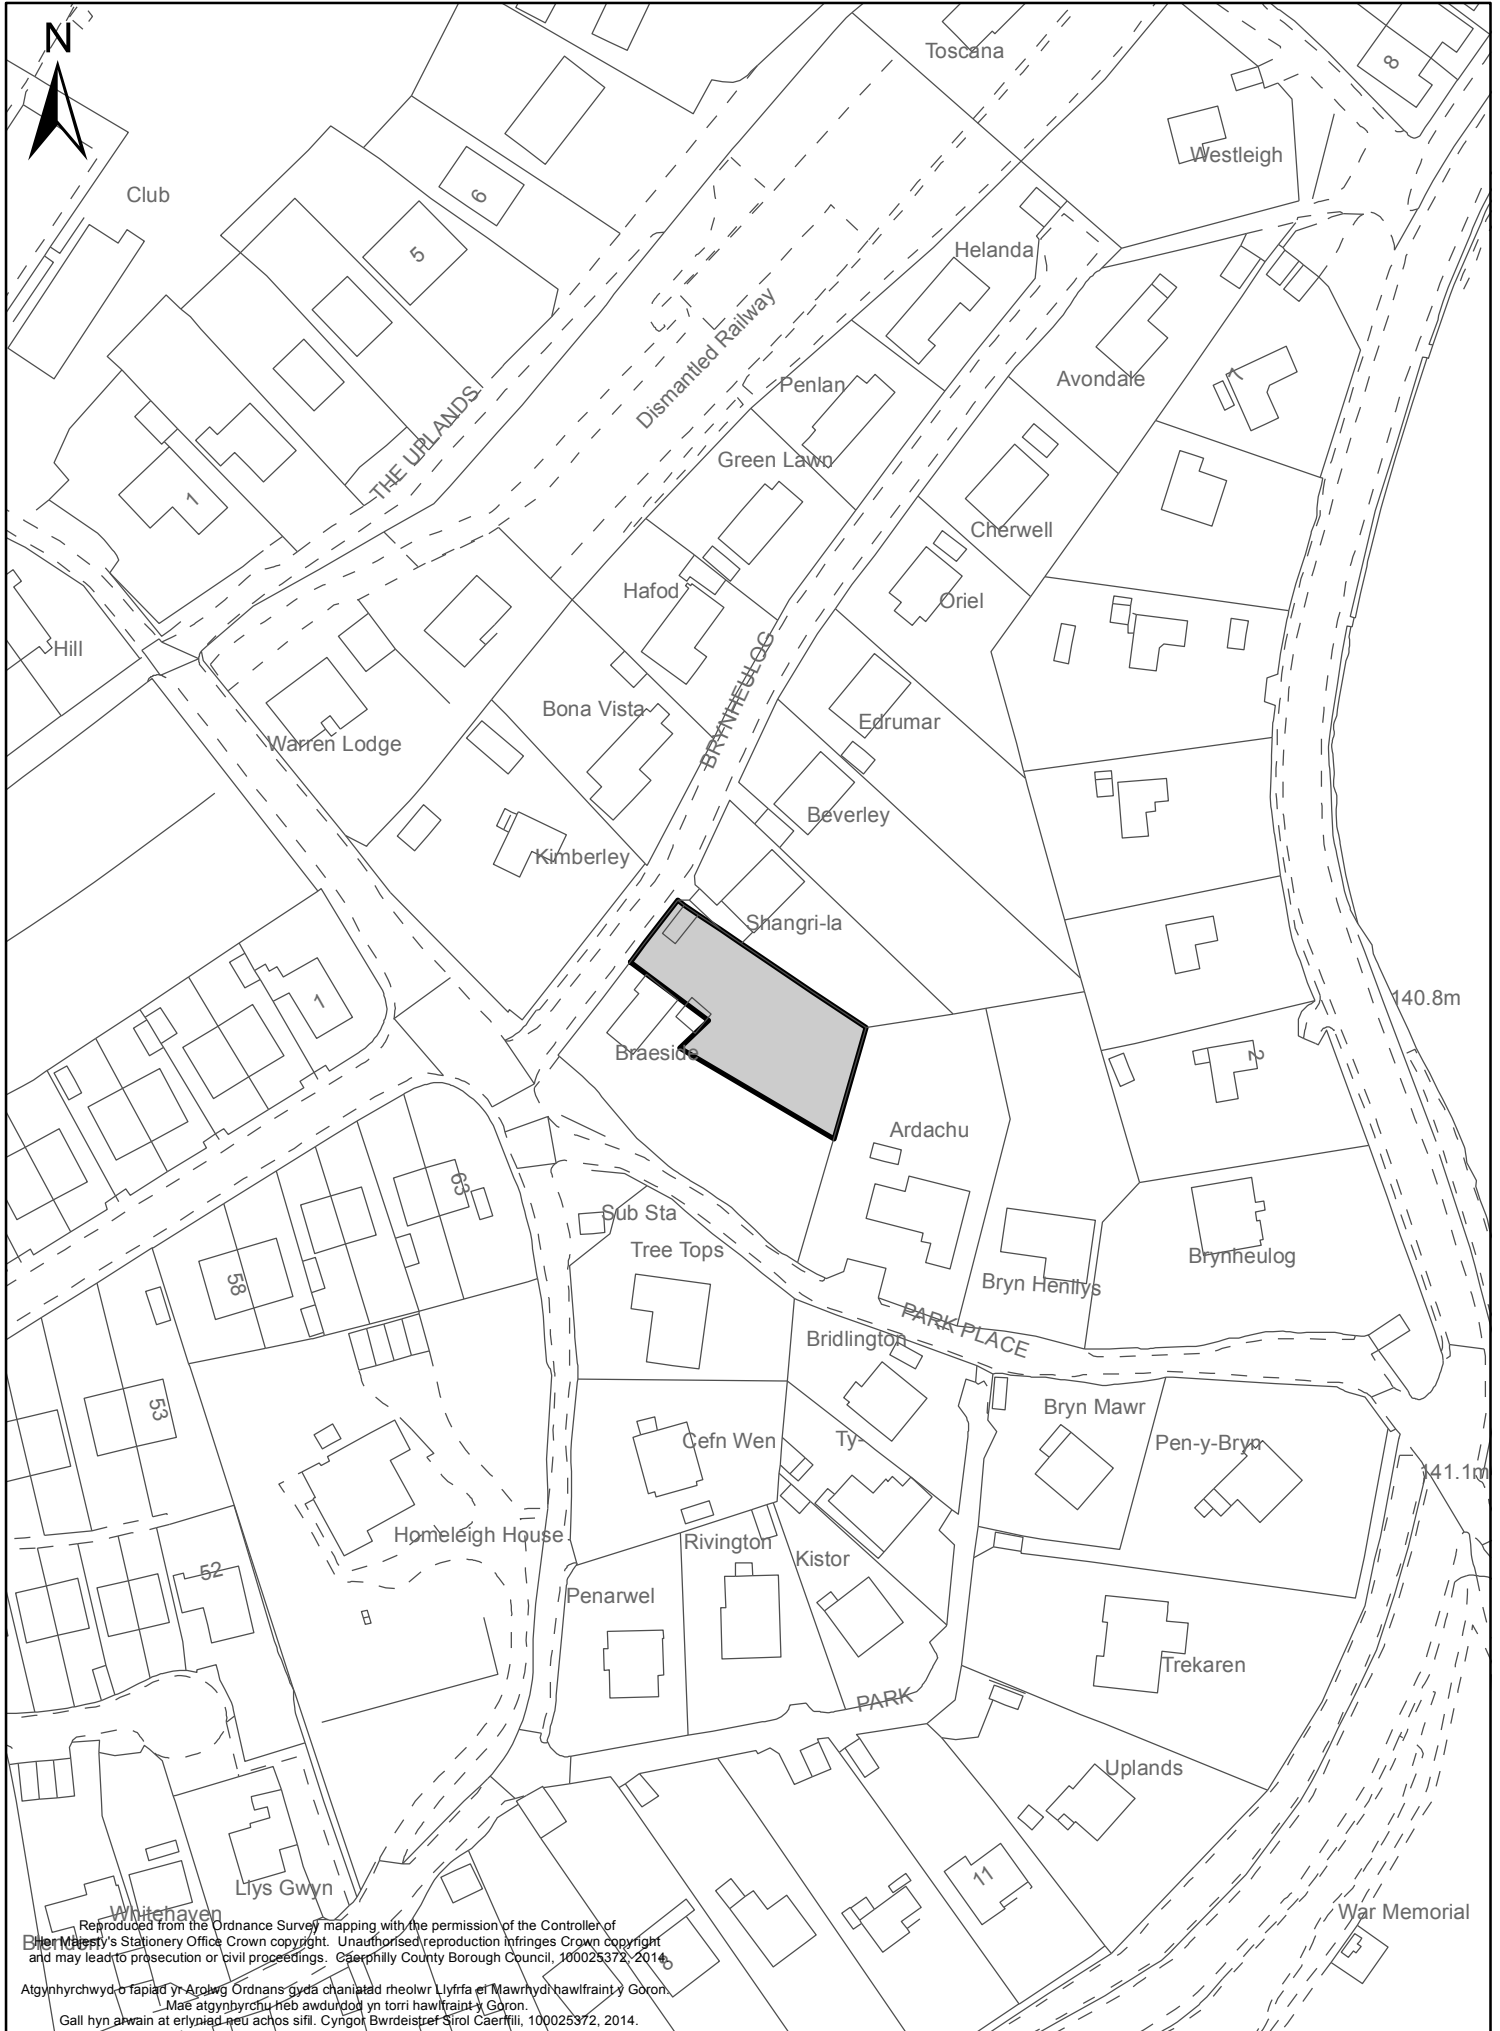 N
Toscana
8
Westleigh
Club
6
5
Helanda
Dismantled Railway
Penlan
Avondale
7
THE UPLANDS
Green Lawn
1
Cherwell
Hafod
Oriel
Hill
BRYNHEULOG
Bona Vista
Edrumar
Warren Lodge
Beverley
Kimberley
Shangri-la
1
140.8m
Braeside
2
Ardachu
63
Sub Sta
Tree Tops
Brynheulog
58
Bryn Henllys
PARK PLACE
Bridlington
53
Bryn Mawr
Cefn Wen
Ty-
Pen-y-Bryn
141.1m
Homeleigh House
Rivington
Kistor
52
Penarwel
Trekaren
PARK
Uplands
11
Llys Gwyn
Whitehaven
War Memorial
Blendon
8
Reproduced from the Ordnance Survey mapping with the permission of the Controller of
Her Majesty's Stationery Office Crown copyright. Unauthorised reproduction infringes Crown copyright
and may lead to prosecution or civil proceedings. Caerphilly County Borough Council, 100025372, 2014.
Atgynhyrchwyd o fapiad yr Arolwg Ordnans gyda chaniatad rheolwr Llyfrfa ei Mawrhydi hawlfraint y Goron.
Mae atgynhyrchu heb awdurdod yn torri hawlfraint y Goron.
Gall hyn arwain at erlyniad neu achos sifil. Cyngor Bwrdeistref Sirol Caerffili, 100025372, 2014.